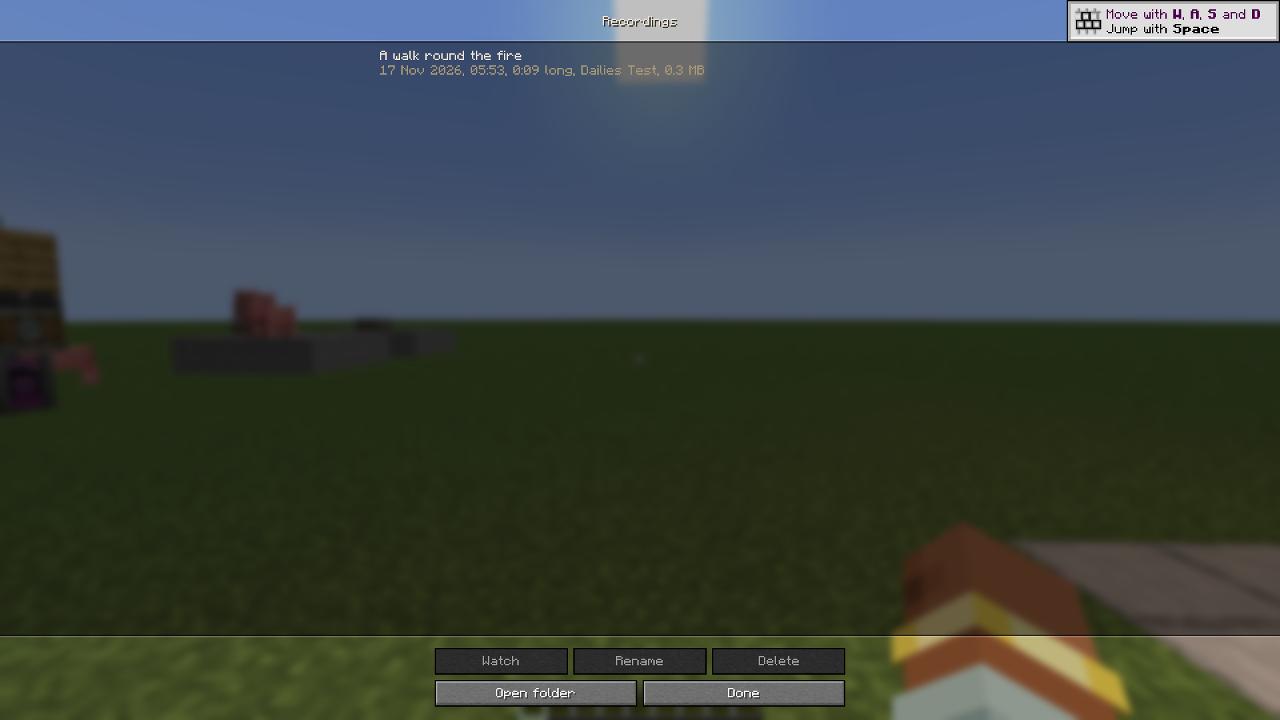 Recordings
Move with W, A, S and D
Jump with Space
A walk round the fire
17 Nov 2026, 05:53, 0:09 long, Dailies Test, 0.3 MB
Watch
Rename
Delete
Open folder
Done